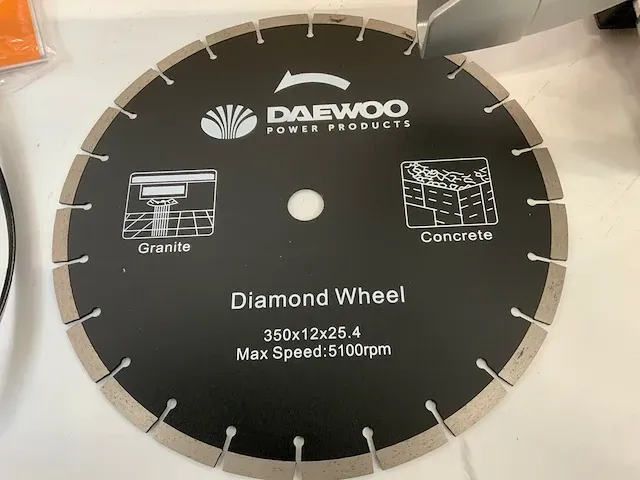 DAEWOO
POWER PRODUCTS
Granite
Concrete
Diamond Wheel
350x12x25.4
Max Speed:5100rpm